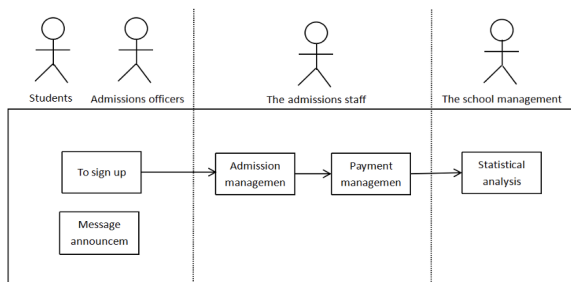 Students
Admissions officers
The admissions staff
The school management
To sign up
Admission
managemen
Payment
managemen
Statistical
analysis
Message
announcem